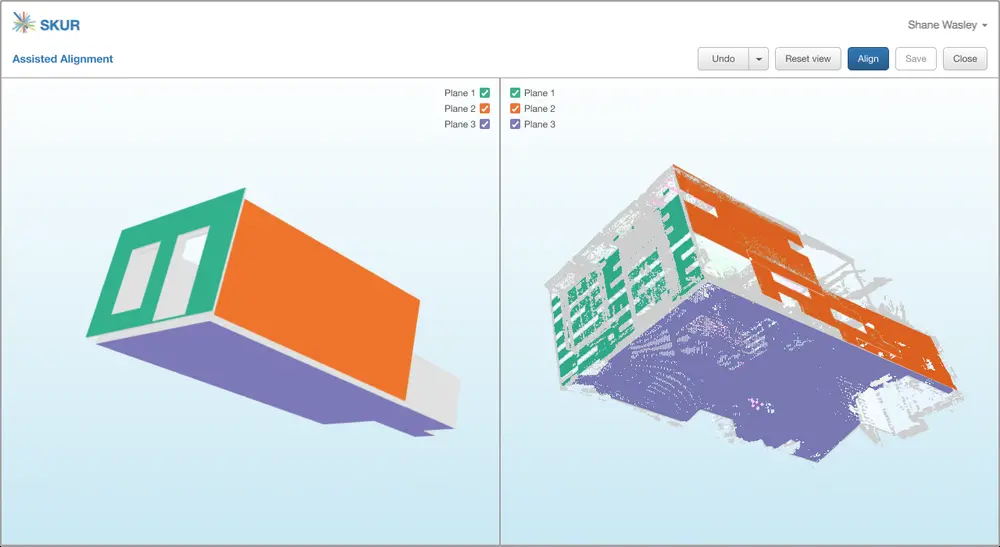 SKUR
Shane Wasley
Assisted Alignment
Undo
Reset view
Align
Save
Close
Plane 1
Plane 2
Plane 3
Plane 1
Plane 2
Plane 3